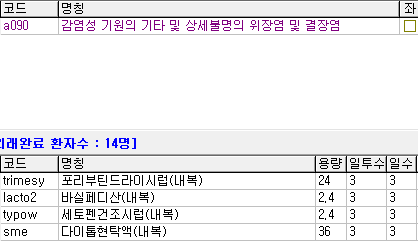 코드 명칭 좌
a090 감염성 기원의 기타 및 상세불명의 위장염 및 결장염
외래완료 환자수 : 14명]
코드 명칭 용량 일투수 일수
trimesy 포리부틴드라이시럽(내복) 24 3 3
lacto2 바실페디산(내복) 2,4 3 3
typow 세토펜건조시럽(내복) 2,4 3 3
sme 다이톱현탁액(내복) 36 3 3